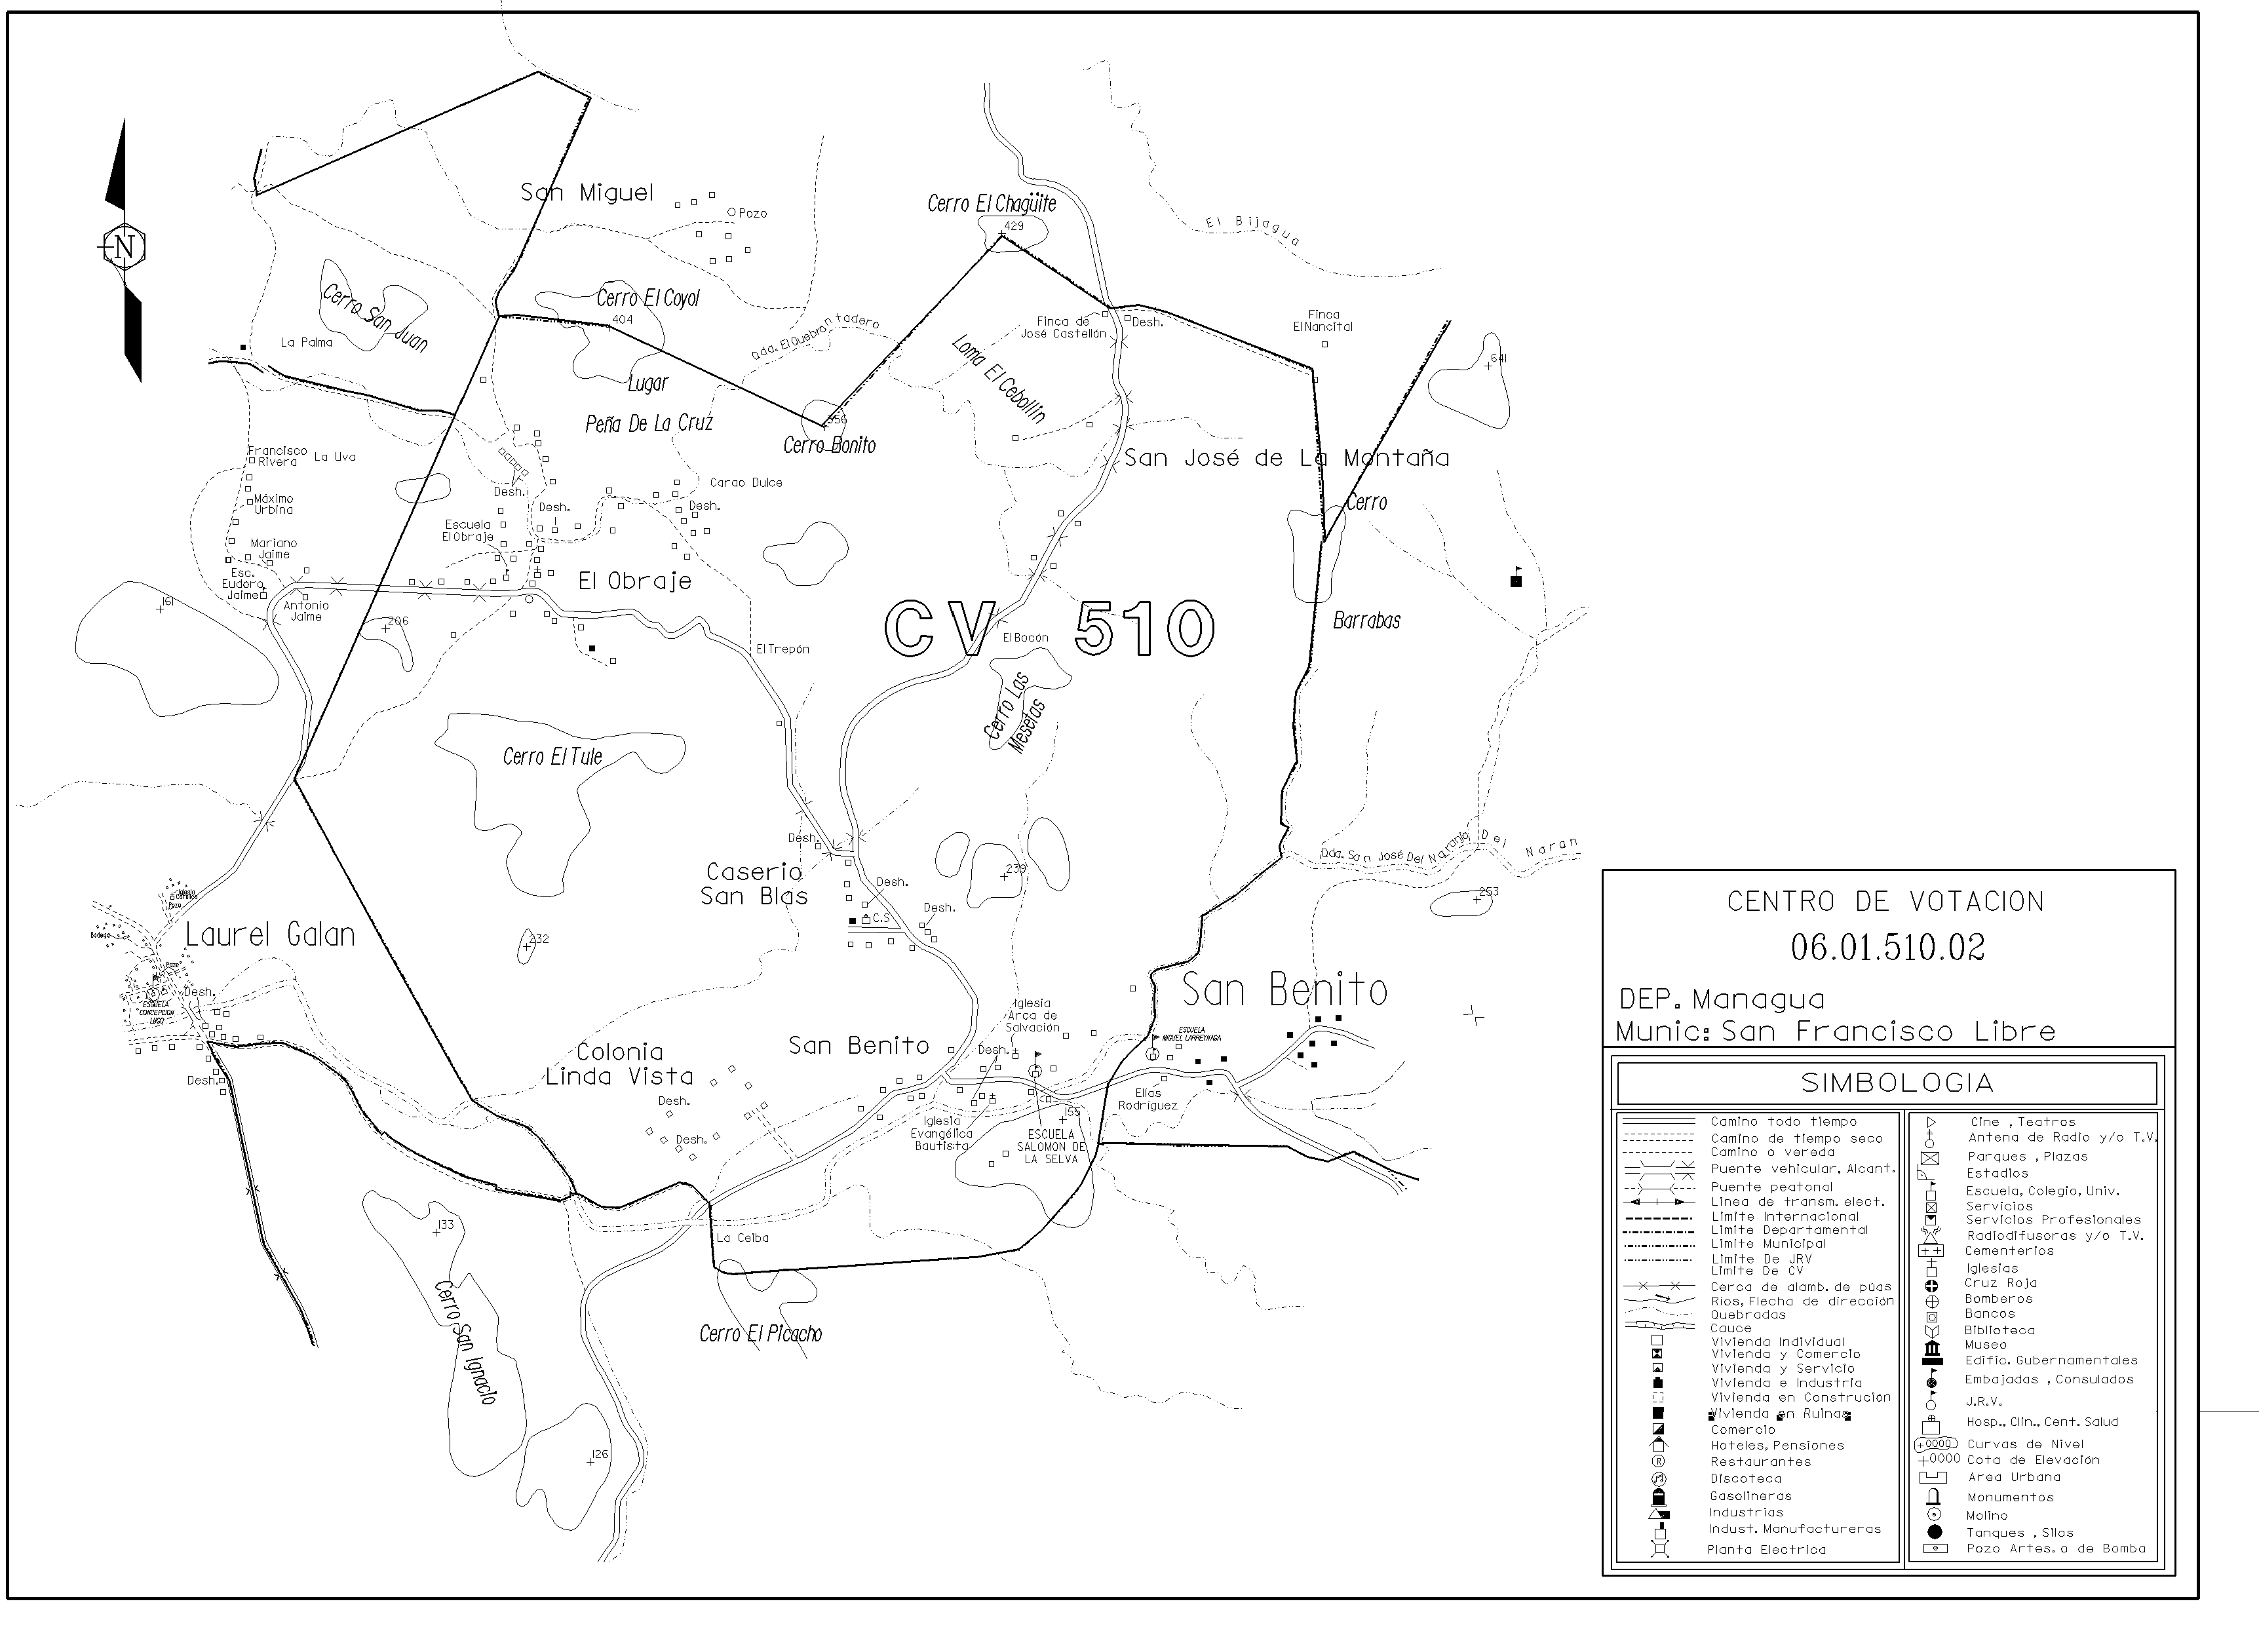 San Miguel
Pozo
Cerro El Chagüite
429
El Bijagua
N
Cerro San Juan
Cerro El Coyol
404
La Palma
Qda. El Quebrantadero
Finca de
José Castellón
Desh.
Finca
El Nancital
641
Lugar
Peña De La Cruz
Loma El Cebollin
356
Cerro Bonito
San José de La Montaña
Francisco
Rivera
La Uva
Máximo
Urbina
Desh.
Carao Dulce
Desh.
Desh.
Escuela
El Obraje
Cerro
Barrabas
Mariano
Jaime
Esc.
Eudoro
Jaime
Antonio
Jaime
El Obraje
161
206
CV 510
El Trepón
El Bocón
Cerro Las
Mesetas
Cerro El Tule
Desh.
Caserio
San Blas
Desh.
C.S
Desh.
239
Qda. San José Del Naranjo
Del
Naran
253
Laurel Galan
Iglesia
Pozo
Bodega
Pozo
ESCUELA
CONCEPCION
LUGO
Desh.
232
Desh.
San Benito
Iglesia
Arca de
Salvación
ESCUELA
MIGUEL LARREYNAGA
Colonia
Linda Vista
San Benito
Desh.
Desh.
Desh.
Elías
Rodríguez
155
Iglesia
Evangélica
Bautista
ESCUELA
SALOMON DE
LA SELVA
La Ceiba
133
Cerro San Ignacio
Cerro El Picacho
126
CENTRO DE VOTACION
06.01.510.02
DEP. Managua
Munic: San Francisco Libre
SIMBOLOGIA
Camino todo tiempo
Camino de tiempo seco
Camino o vereda
Puente vehicular, Alcant.
Puente peatonal
Linea de transm. elect.
Limite Internacional
Limite Departamental
Limite Municipal
Limite De JRV
Limite De CV
Cerca de alamb. de púas
Ríos, Flecha de dirección
Quebradas
Cauce
Vivienda Individual
Vivienda y Comercio
Vivienda y Servicio
Vivienda e Industria
Vivienda en Construción
Vivienda en Ruinas
Comercio
Hoteles, Pensiones
R
Restaurantes
Discoteca
Gasolineras
Industrias
Indust. Manufactureras
Planta Electrica
Cine , Teatros
Antena de Radio y/o T.V.
Parques , Plazas
Estadios
Escuela, Colegio, Univ.
Servicios
Servicios Profesionales
Radiodifusoras y/o T.V.
Cementerios
Iglesias
Cruz Roja
Bomberos
Bancos
Biblioteca
Museo
Edific. Gubernamentales
Embajadas , Consulados
J.R.V.
Hosp., Clin., Cent. Salud
+0000 Curvas de Nivel
+0000 Cota de Elevación
Area Urbana
Monumentos
Molino
Tanques , Silos
Pozo Artes. o de Bomba